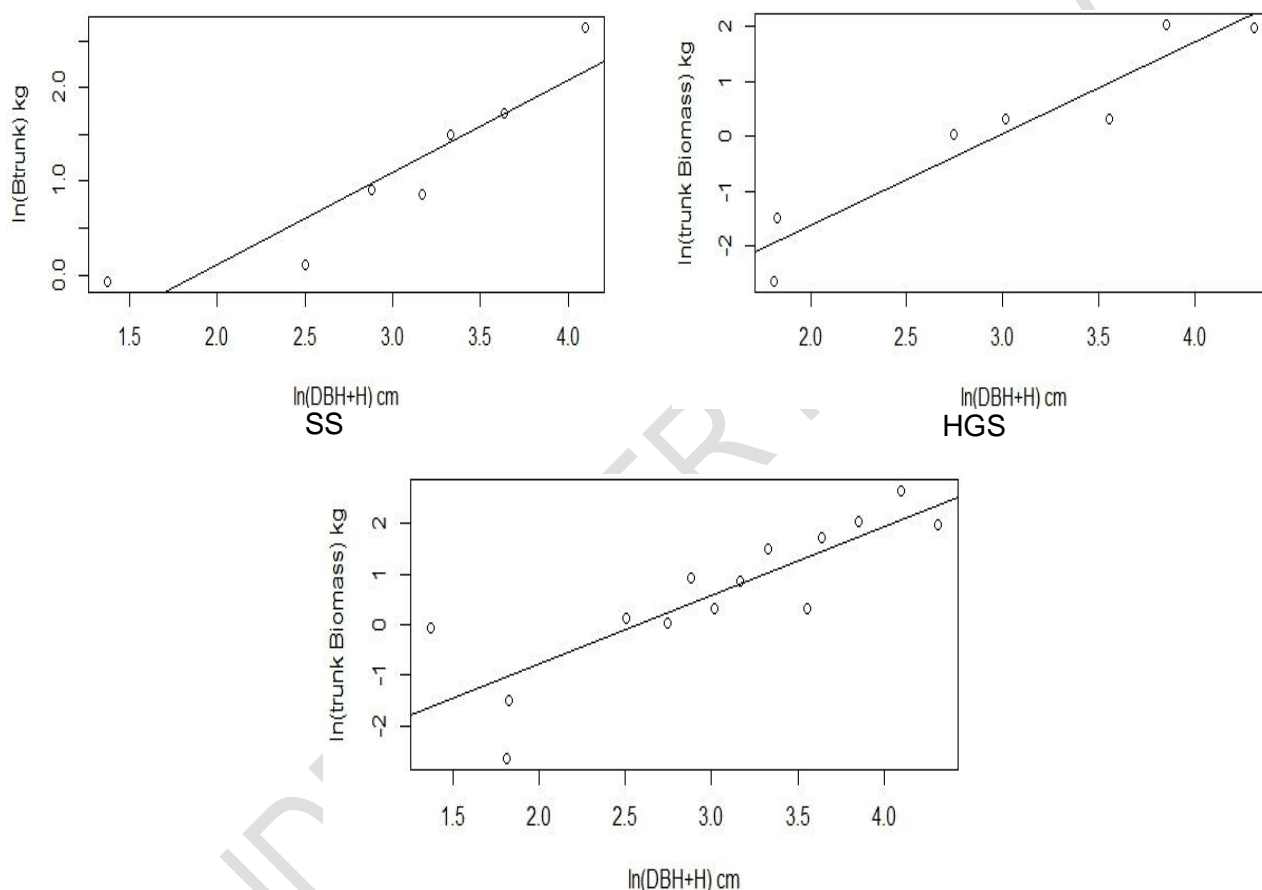 ln(Btrunk) kg
2.0
1.0
0.0
1.5 2.0 2.5 3.0 3.5 4.0
ln(DBH+H) cm
SS
ln(trunk Biomass) kg
2
1
0
-1
-2
2.0 2.5 3.0 3.5 4.0
ln(DBH+H) cm
HGS
ln(trunk Biomass) kg
2
1
0
-1
-2
1.5 2.0 2.5 3.0 3.5 4.0
ln(DBH+H) cm